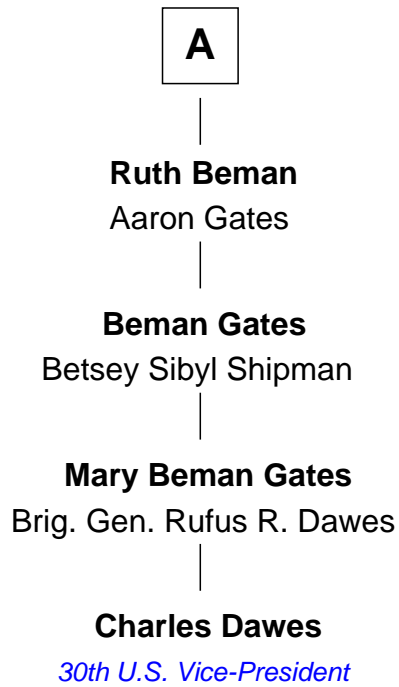 A
Ruth Beman
Aaron Gates
Beman Gates
Betsey Sibyl Shipman
Mary Beman Gates
Brig. Gen. Rufus R. Dawes
Charles Dawes
30th U.S. Vice-President